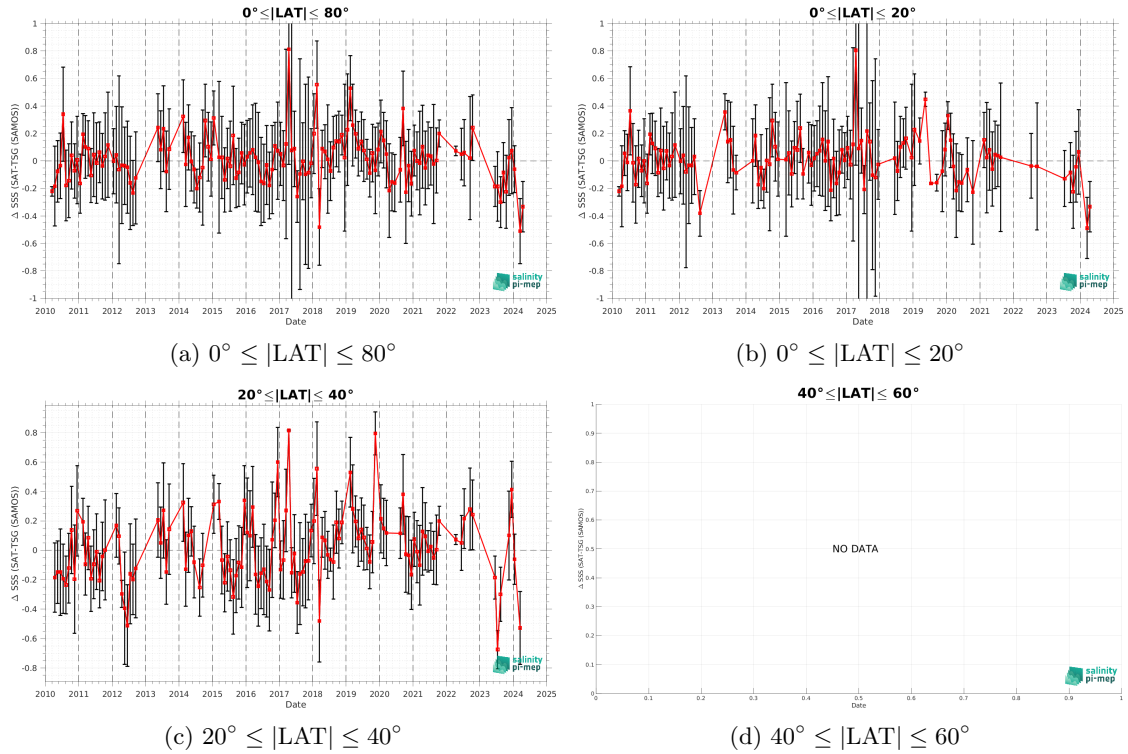 0°≤|LAT|≤ 80°
Δ SSS (SAT-TSG (SAMOS))
1
0.8
0.6
0.4
0.2
0
-0.2
-0.4
-0.6
-0.8
-1
2010 2011 2012 2013 2014 2015 2016 2017 2018 2019 2020 2021 2022 2023 2024 2025
Date
salinity
pi-mep
(a) 0° ≤ |LAT| ≤ 80°
0°≤|LAT|≤ 20°
Δ SSS (SAT-TSG (SAMOS))
1
0.8
0.6
0.4
0.2
0
-0.2
-0.4
-0.6
-0.8
-1
2010 2011 2012 2013 2014 2015 2016 2017 2018 2019 2020 2021 2022 2023 2024 2025
Date
salinity
pi-mep
(b) 0° ≤ |LAT| ≤ 20°
20°≤|LAT|≤ 40°
Δ SSS (SAT-TSG (SAMOS))
0.8
0.6
0.4
0.2
0
-0.2
-0.4
-0.6
-0.8
2010 2011 2012 2013 2014 2015 2016 2017 2018 2019 2020 2021 2022 2023 2024 2025
Date
salinity
pi-mep
(c) 20° ≤ |LAT| ≤ 40°
40°≤|LAT|≤ 60°
Δ SSS (SAT-TSG (SAMOS))
1
0.9
0.8
0.7
0.6
0.5
0.4
0.3
0.2
0.1
0
NO DATA
0 0.1 0.2 0.3 0.4 0.5 0.6 0.7 0.8 0.9 1
Date
salinity
pi-mep
(d) 40° ≤ |LAT| ≤ 60°